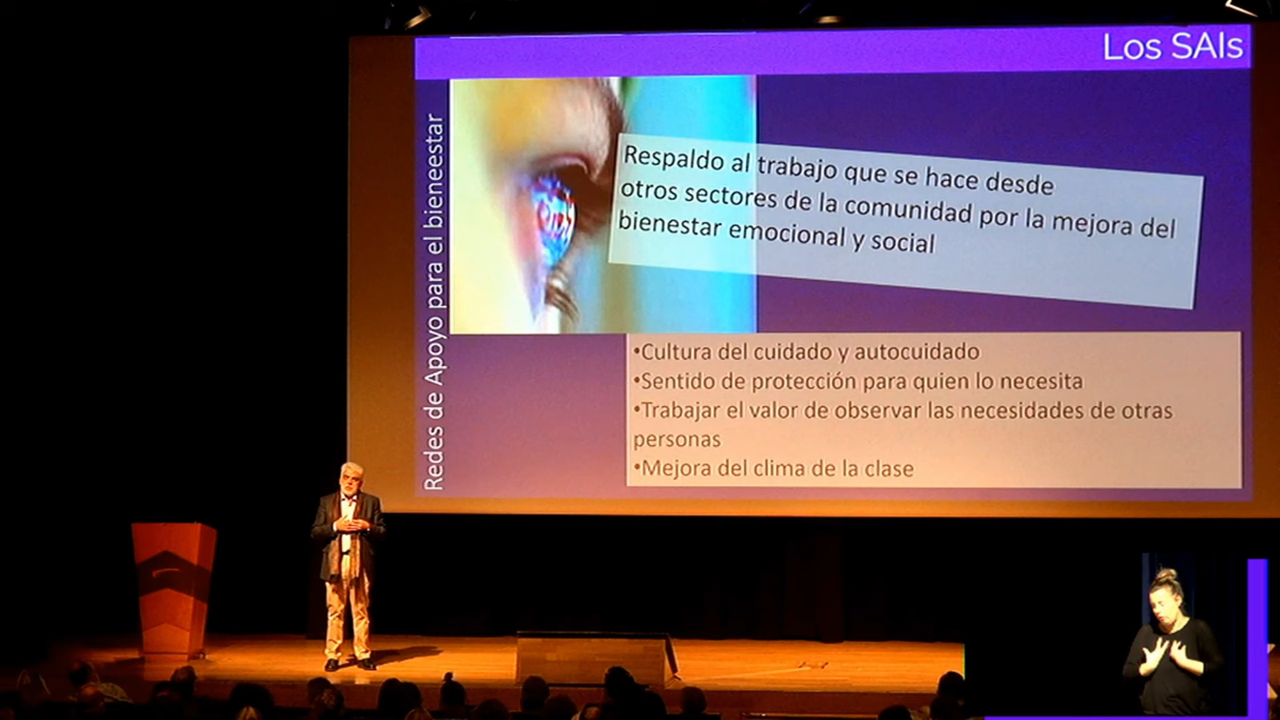 Los SAIs
Redes de Apoyo para el bieneestar
Respaldo al trabajo que se hace desde
otros sectores de la comunidad por la mejora del
bienestar emocional y social
•Cultura del cuidado y autocuidado
•Sentido de protección para quien lo necesita
•Trabajar el valor de observar las necesidades de otras
personas
•Mejora del clima de la clase